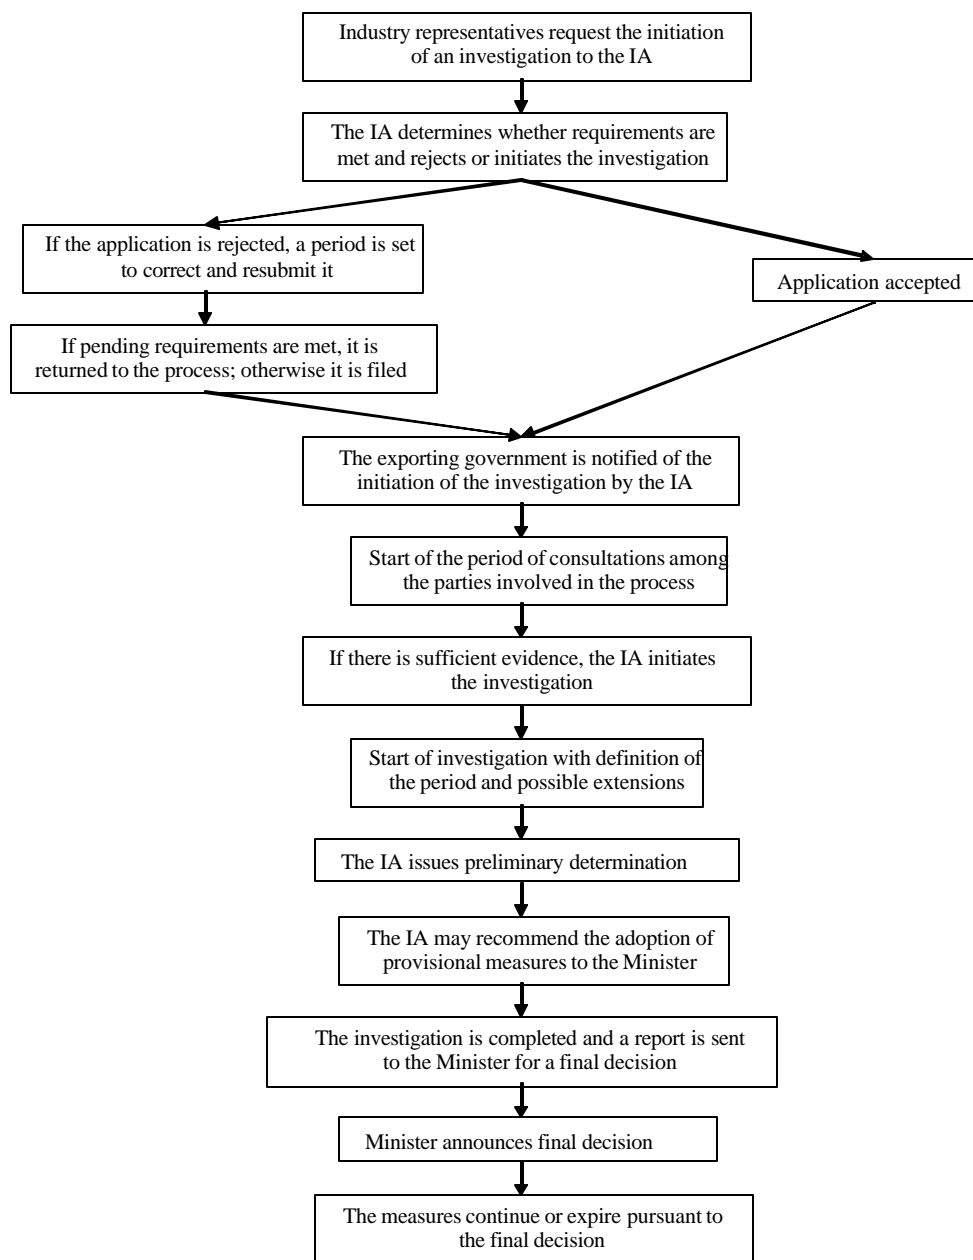 Industry representatives request the initiation
of an investigation to the IA
The IA determines whether requirements are
met and rejects or initiates the investigation
If the application is rejected, a period is set
to correct and resubmit it
Application accepted
If pending requirements are met, it is
returned to the process; otherwise it is filed
The exporting government is notified of the
initiation of the investigation by the IA
Start of the period of consultations among
the parties involved in the process
If there is sufficient evidence, the IA initiates
the investigation
Start of investigation with definition of
the period and possible extensions
The IA issues preliminary determination
The IA may recommend the adoption of
provisional measures to the Minister
The investigation is completed and a report is sent
to the Minister for a final decision
Minister announces final decision
The measures continue or expire pursuant to
the final decision